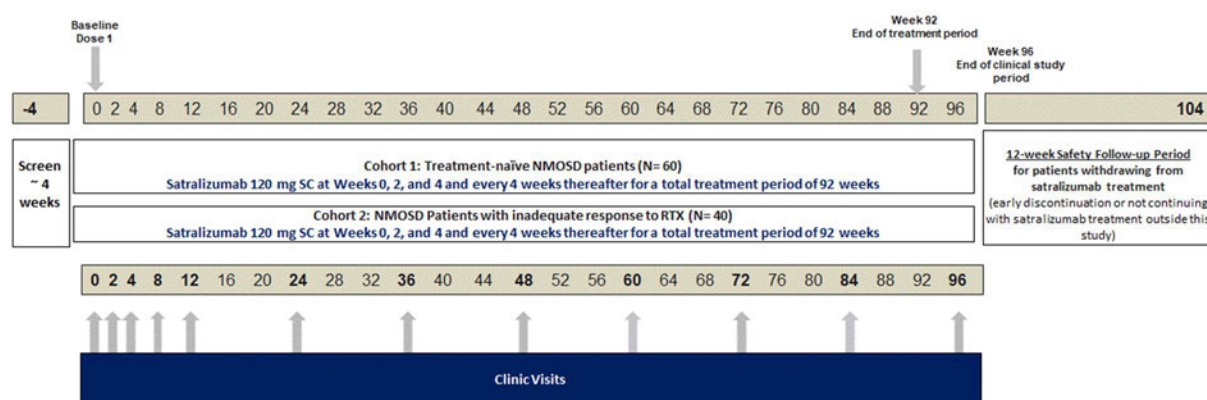 Baseline
Dose 1
Week 92
End of treatment period
Week 96
End of clinical study
period
-4
0 2 4 8 12 16 20 24 28 32 36 40 44 48 52 56 60 64 68 72 76 80 84 88 92 96
104
Screen
~ 4
weeks
Cohort 1: Treatment-naïve NMOSD patients (N= 60)
Satralizumab 120 mg SC at Weeks 0, 2, and 4 and every 4 weeks thereafter for a total treatment period of 92 weeks
Cohort 2: NMOSD Patients with inadequate response to RTX (N= 40)
Satralizumab 120 mg SC at Weeks 0, 2, and 4 and every 4 weeks thereafter for a total treatment period of 92 weeks
12-week Safety Follow-up Period
for patients withdrawing from
satralizumab treatment
(early discontinuation or not continuing
with satralizumab treatment outside this
study)
0 2 4 8 12 16 20 24 28 32 36 40 44 48 52 56 60 64 68 72 76 80 84 88 92 96
Clinic Visits